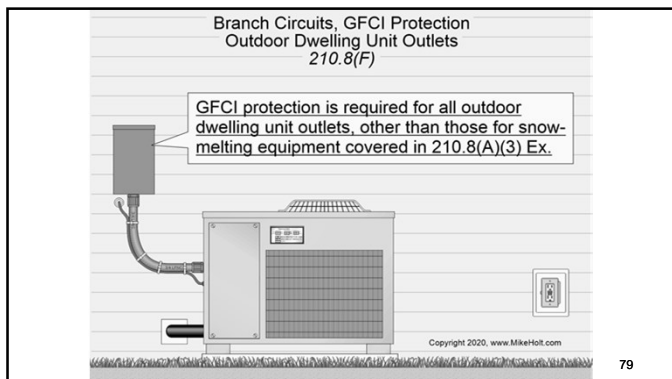 Branch Circuits, GFCI Protection
Outdoor Dwelling Unit Outlets
210.8(F)
GFCI protection is required for all outdoor
dwelling unit outlets, other than those for snow-
melting equipment covered in 210.8(A)(3) Ex.
Copyright 2020, www.MikeHolt.com
79